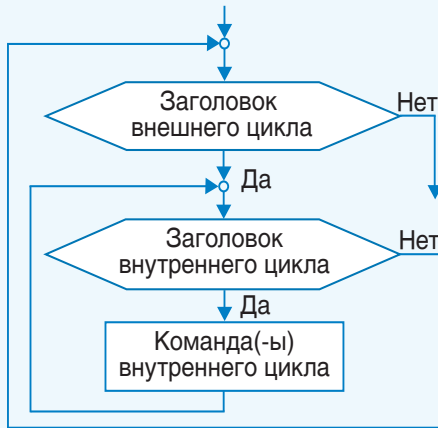 Заголовок
внешнего цикла
Нет
Да
Заголовок
внутреннего цикла
Нет
Да
Команда(-ы)
внутреннего цикла